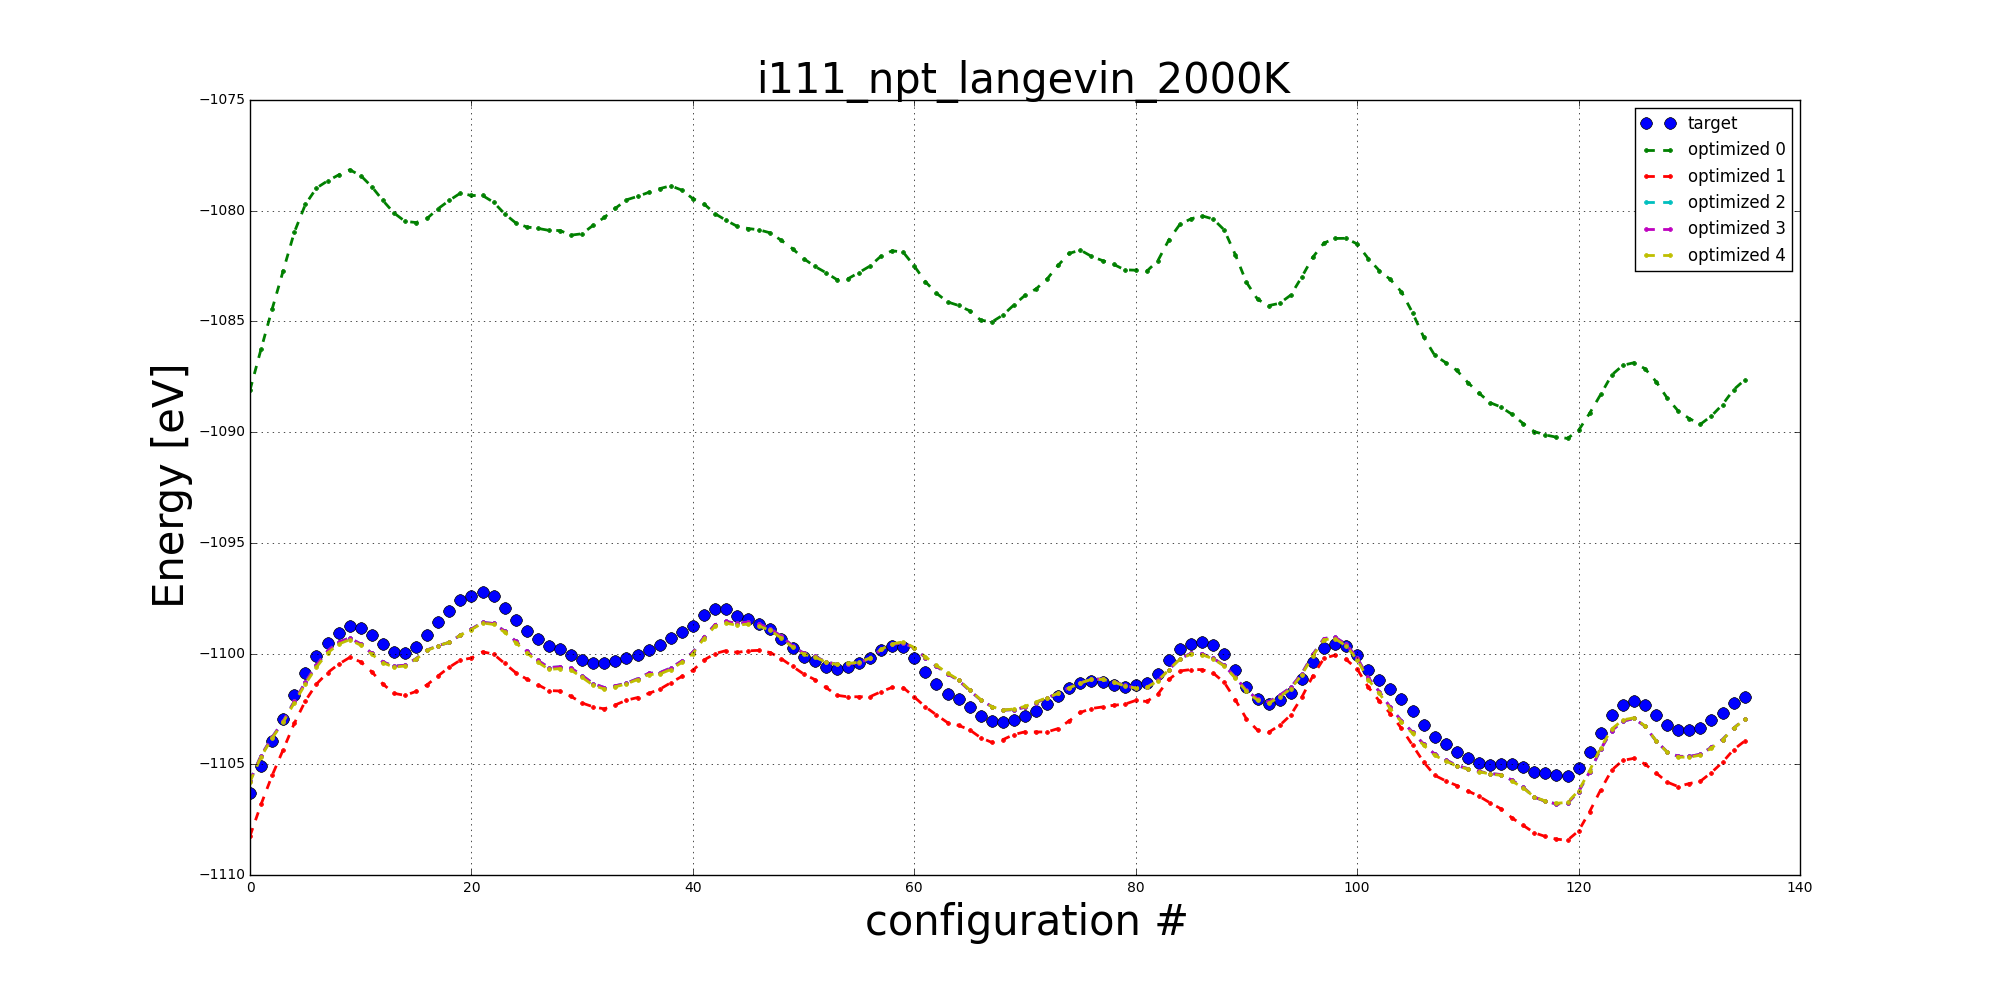 i111_npt_langevin_2000K
Energy [eV]
−1075
−1080
−1085
−1090
−1095
−1100
−1105
−1110
target
optimized 0
optimized 1
optimized 2
optimized 3
optimized 4
0 20 40 60 80 100 120 140
configuration #